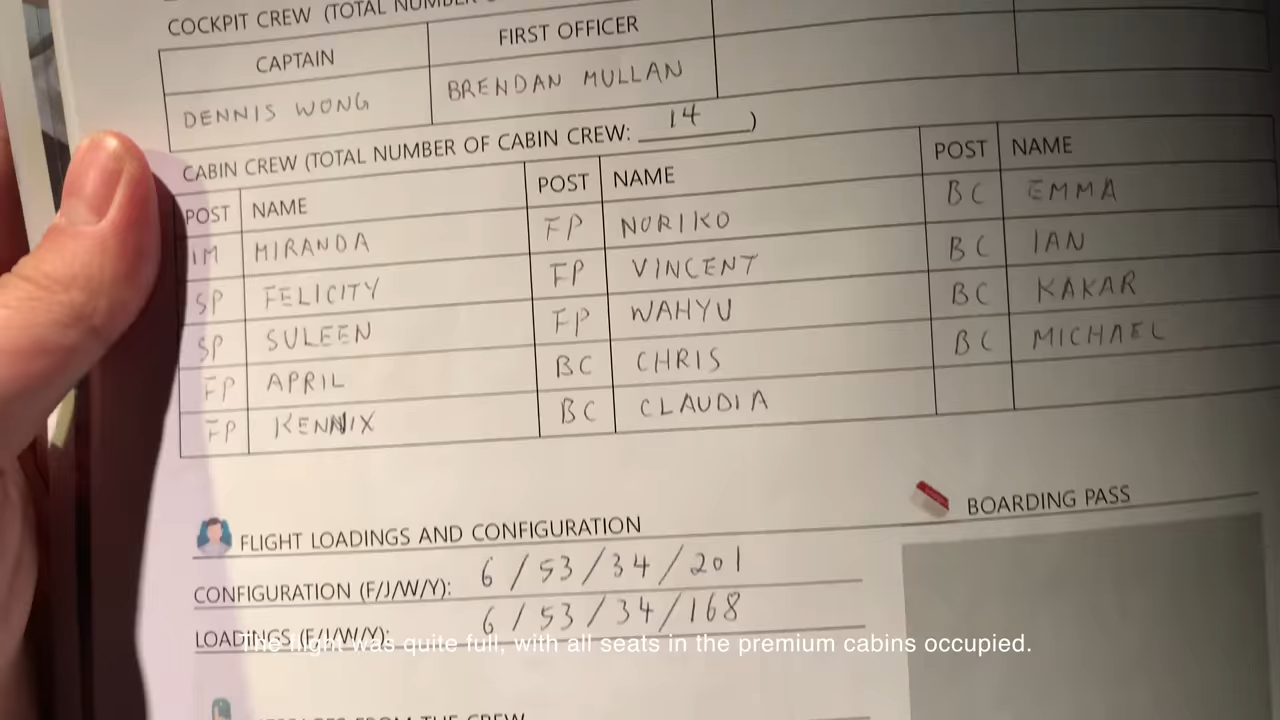 COCKPIT CREW (TOTAL NUMBER
CAPTAIN FIRST OFFICER
DENNIS WONG BRENDAN MULLAN
CABIN CREW (TOTAL NUMBER OF CABIN CREW: 14 )
POST NAME POST NAME POST NAME
IM MIRANDA FP NORIKO BC EMMA
SP FELICITY FP VINCENT BC IAN
SP SULEEN FP WAHYU BC KAKAR
FP APRIL BC CHRIS BC MICHAEL
FP KENNIX BC CLAUDIA
FLIGHT LOADINGS AND CONFIGURATION
BOARDING PASS
CONFIGURATION (F/J/W/Y): 6 / 53 / 34 / 201
LOADINGS (F/J/W/Y): 6 / 53 / 34 / 168
The flight was quite full, with all seats in the premium cabins occupied.
FROM THE CREW